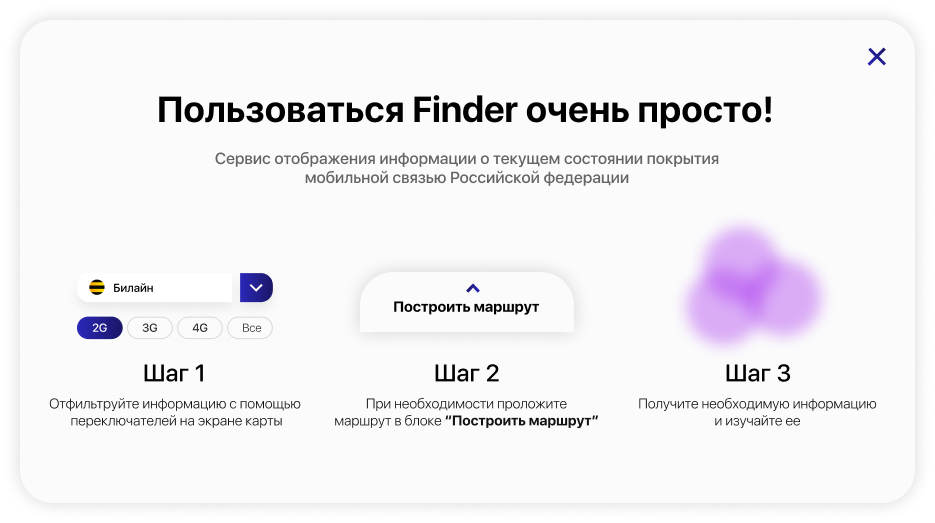 Пользоваться Finder очень просто!
Сервис отображения информации о текущем состоянии покрытия
мобильной связью Российской федерации
Билайн
2G 3G 4G Все
Шаг 1
Отфильтруйте информацию с помощью
переключателей на экране карты
Построить маршрут
Шаг 2
При необходимости проложите
маршрут в блоке “Построить маршрут”
Шаг 3
Получите необходимую информацию
и изучайте ее